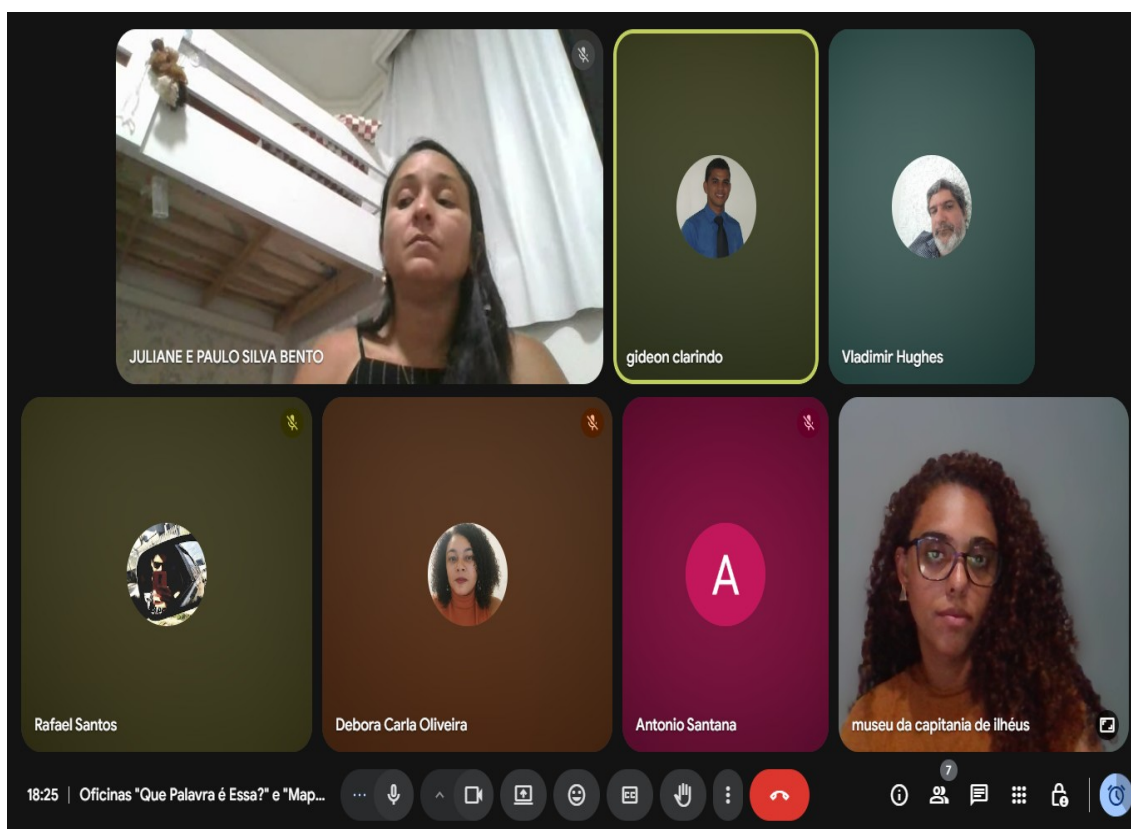 JULIANE E PAULO SILVA BENTO
gideon clarindo
Vladimir Hughes
Rafael Santos
Debora Carla Oliveira
A
Antonio Santana
museu da capitania de ilhéus
7
18:25 | Oficinas "Que Palavra é Essa?" e "Map...
CC